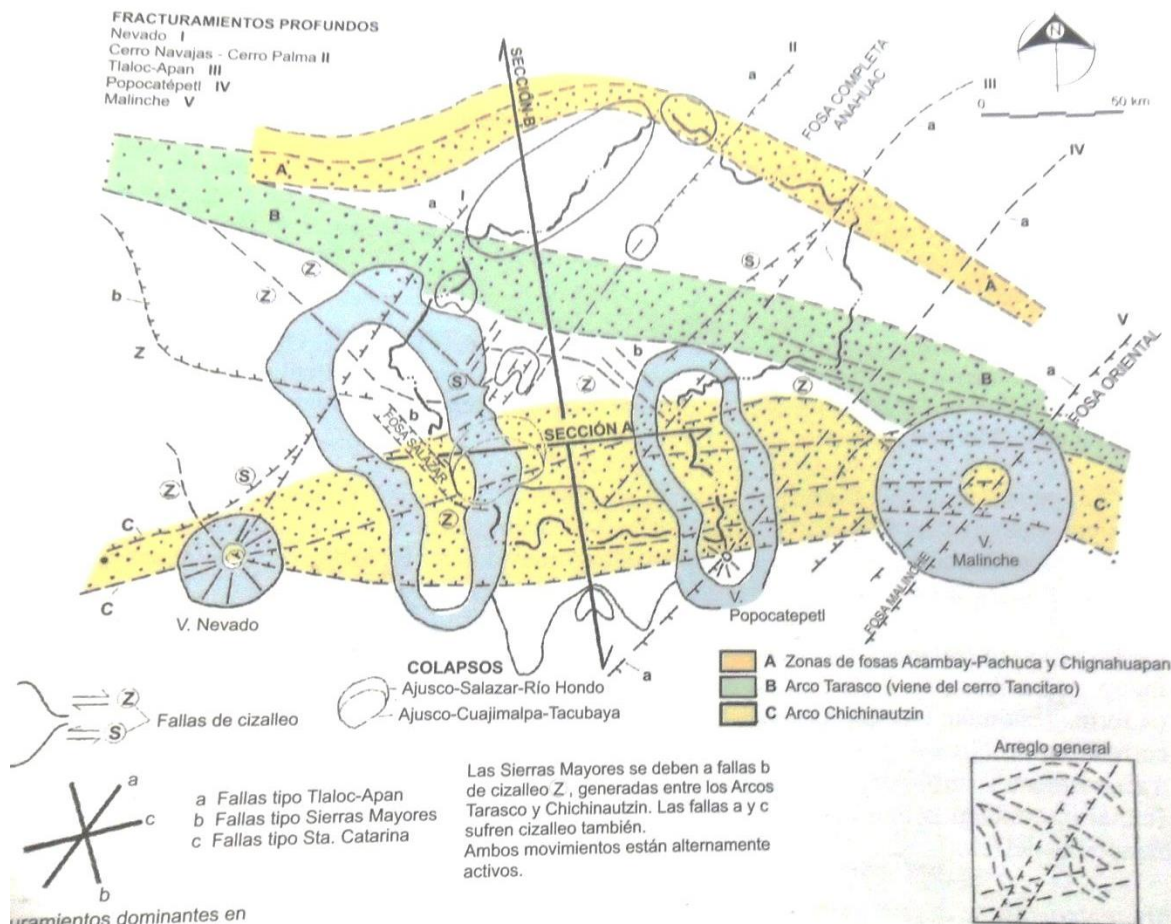 FRACTURAMIENTOS PROFUNDOS
Nevado I
Cerro Navajas - Cerro Palma II
Tlaloc-Apan III
Popocatépetl IV
Malinche V
SECCIÓN-B
II
a
FOSA COMPLETA
ANAHUAC
III
a
N
0 50 km
IV
a
A
B
a
I
Z
Z
S
A
b
Z
b
Z
Z
B
V
a
FOSA ORIENTAL
S
b
FOSA SALAZAR
SECCIÓN A
S
Z
Z
C
C
C
V. Nevado
V.
Popocatepetl
V.
Malinche
FOSA MALINCHE
a
COLAPSOS
Ajusco-Salazar-Río Hondo
Ajusco-Cuajimalpa-Tacubaya
Z
S
Fallas de cizalleo
A Zonas de fosas Acambay-Pachuca y Chignahuapan
B Arco Tarasco (viene del cerro Tancitaro)
C Arco Chichinautzin
a
c
b
a Fallas tipo Tlaloc-Apan
b Fallas tipo Sierras Mayores
c Fallas tipo Sta. Catarina
Las Sierras Mayores se deben a fallas b
de cizalleo Z, generadas entre los Arcos
Tarasco y Chichinautzin. Las fallas a y c
sufren cizalleo también.
Ambos movimientos están alternamente
activos.
Arreglo general
uramientos dominantes en